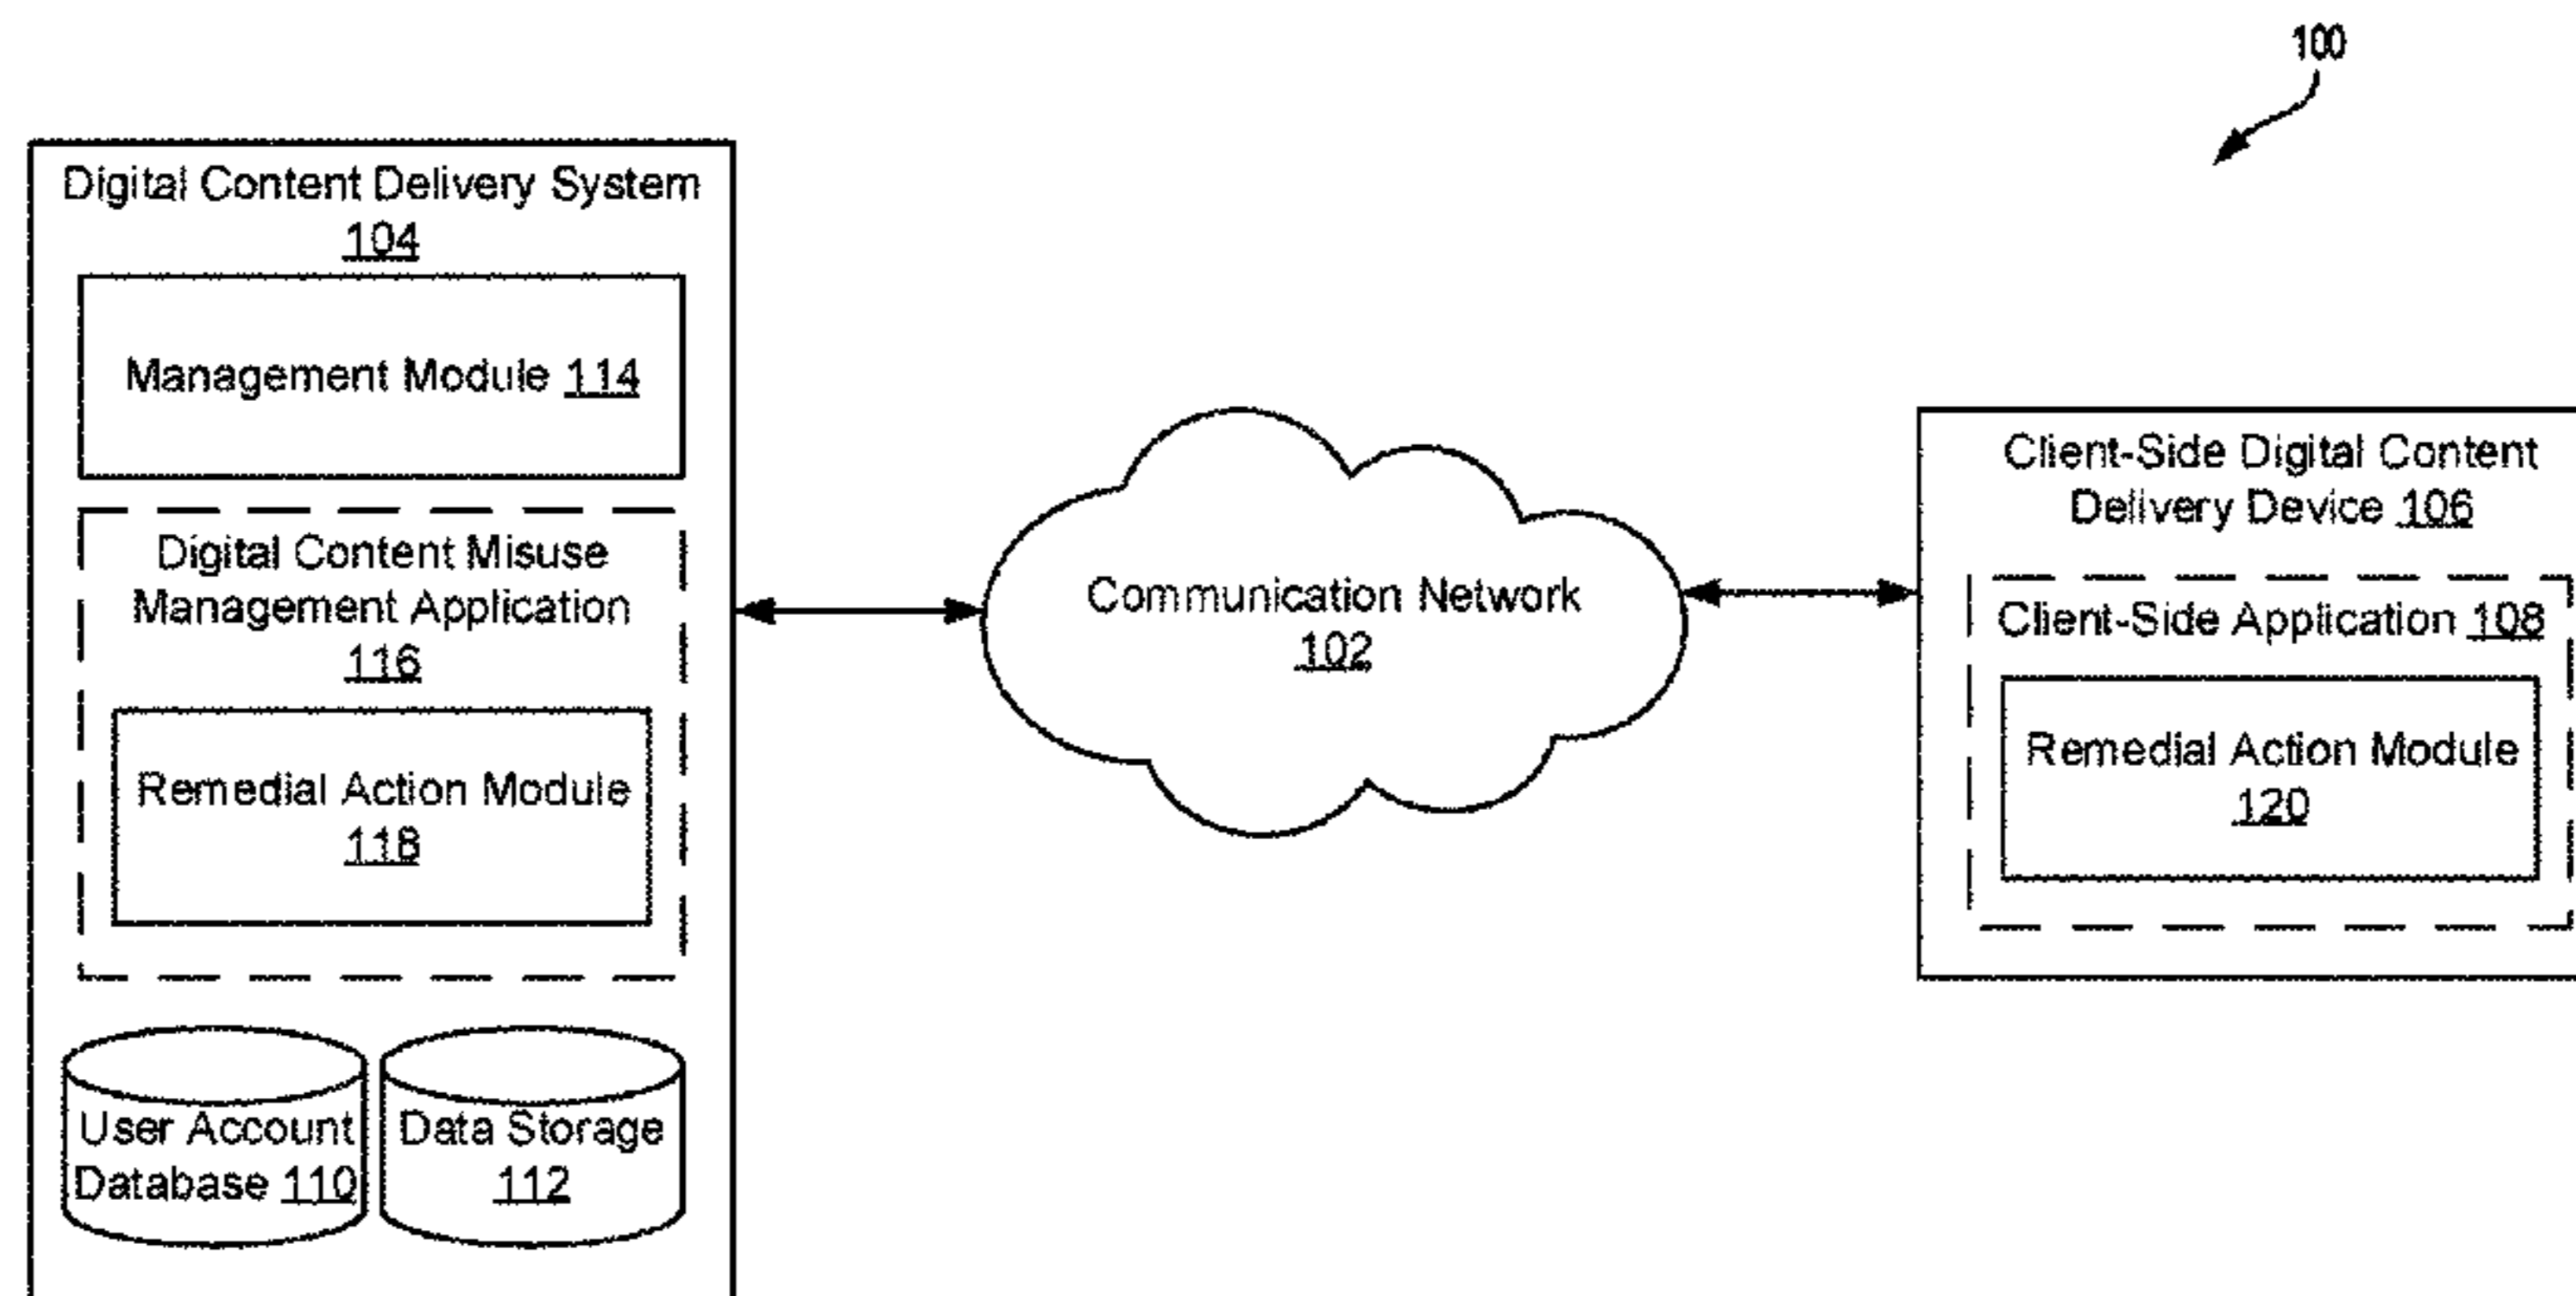 100
Digital Content Delivery System
104
Management Module 114
Digital Content Misuse
Management Application
116
Remedial Action Module
118
User Account
Database 110
Data Storage
112
Communication Network
102
Client-Side Digital Content
Delivery Device 106
Client-Side Application 108
Remedial Action Module
120